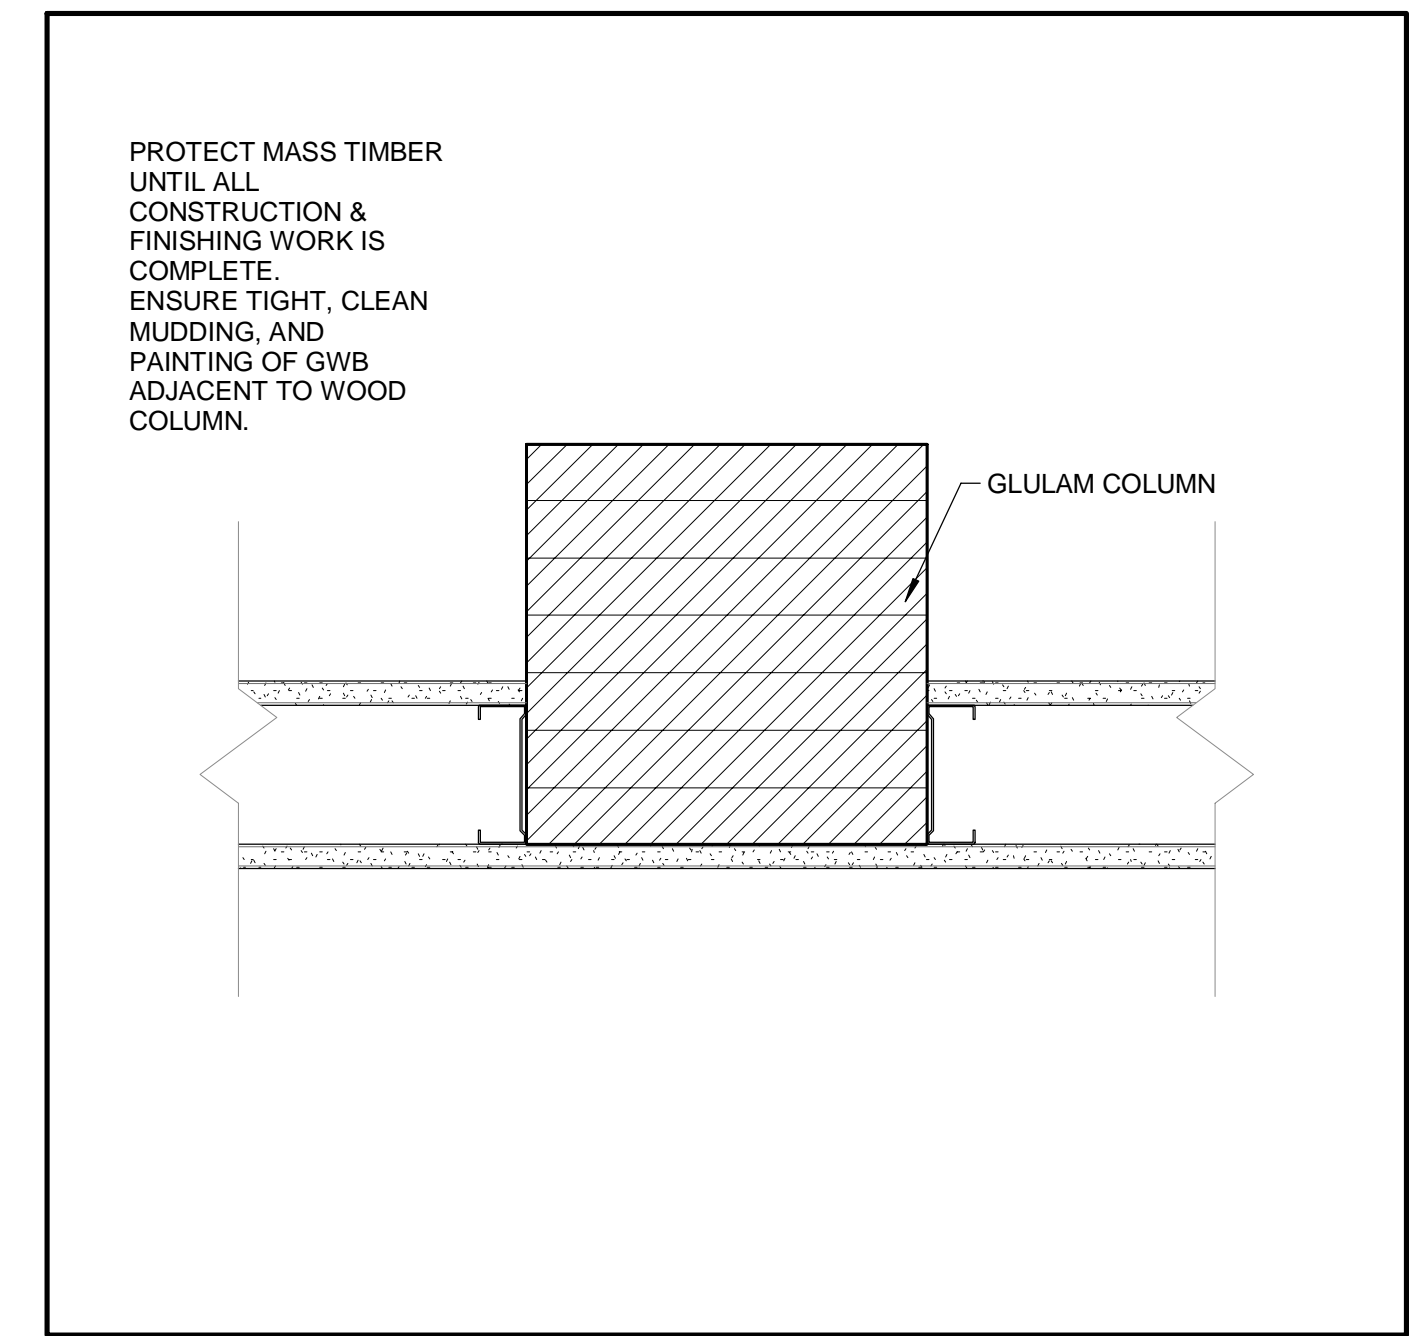 PROTECT MASS TIMBER
UNTIL ALL
CONSTRUCTION &
FINISHING WORK IS
COMPLETE.
ENSURE TIGHT, CLEAN
MUDDING, AND
PAINTING OF GWB
ADJACENT TO WOOD
COLUMN.
GLULAM COLUMN